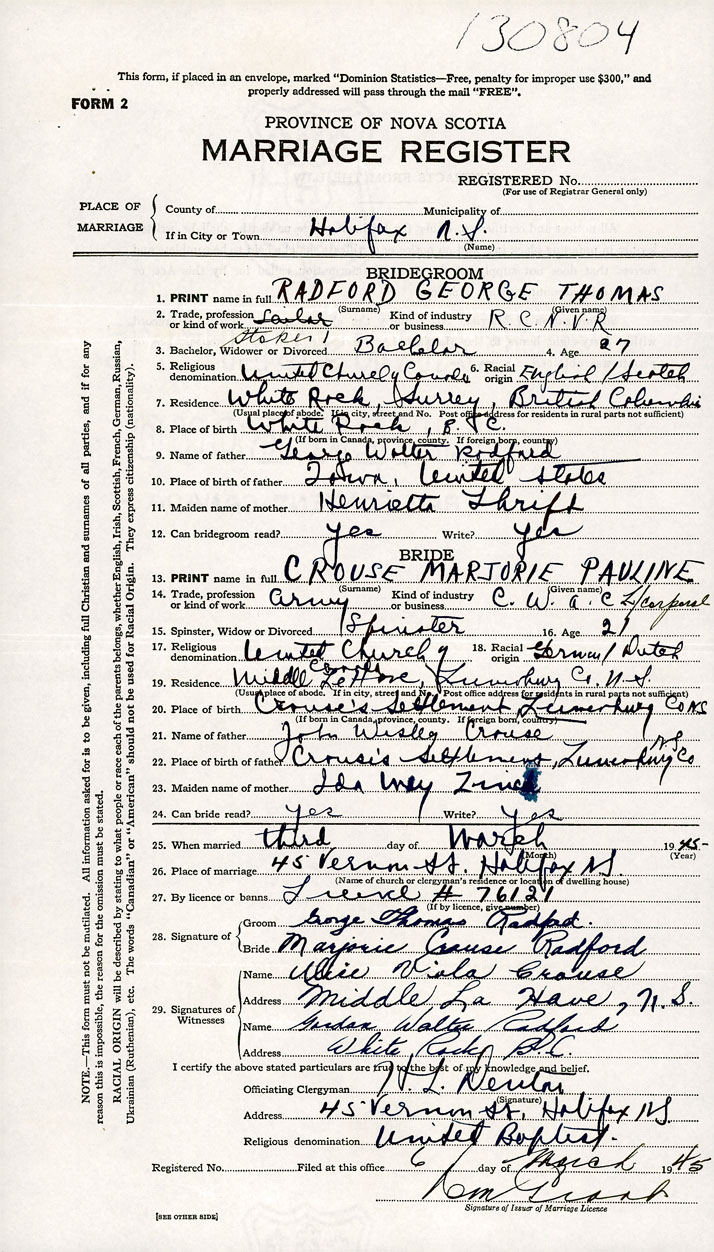 130804
This form, if placed in an envelope, marked "Dominion Statistics—Free, penalty for improper use $300," and
properly addressed will pass through the mail "FREE".
FORM 2
PROVINCE OF NOVA SCOTIA
MARRIAGE REGISTER
REGISTERED No.
(For use of Registrar General only)
PLACE OF MARRIAGE
County of Municipality of
If in City or Town Halifax N.S.
(Name)
BRIDEGROOM
1. PRINT name in full RADFORD GEORGE THOMAS
(Surname) (Given name)
2. Trade, profession or kind of work Sailor Stoker 1 Kind of industry or business R.C.N.V.R
3. Bachelor, Widower or Divorced Bachelor 4. Age 27
5. Religious denomination United Church Canada 6. Racial origin English / Scotch
7. Residence White Rock, Surrey, British Columbia
(Usual place of abode. If in city, street and No. Post office address for residents in rural parts not sufficient)
8. Place of birth White Rock, B C
(If born in Canada, province, county. If foreign born, country)
9. Name of father George Walter Radford
10. Place of birth of father Iowa, United States
11. Maiden name of mother Henrietta Thrift
12. Can bridegroom read? yes Write? yes
BRIDE
13. PRINT name in full CROUSE MARJORIE PAULINE
(Surname) (Given name)
14. Trade, profession or kind of work Army Kind of industry or business C. W. A. C L/Corporal
15. Spinster, Widow or Divorced Spinster 16. Age 21
17. Religious denomination United Church of Canada 18. Racial origin German / Dutch
19. Residence Middle LaHave, Lunenburg Co. N.S.
(Usual place of abode. If in city, street and No. Post office address for residents in rural parts not sufficient)
20. Place of birth Crouse's Settlement, Lunenburg Co NS
(If born in Canada, province, county. If foreign born, country)
21. Name of father John Wesley Crouse
22. Place of birth of father Crouse's Settlement, Lunenburg Co NS
23. Maiden name of mother Ida May Zinck
24. Can bride read? yes Write? yes
25. When married third day of March 1945
(Month) (Year)
26. Place of marriage 45 Vernon St. Halifax N.S.
(Name of church or clergyman's residence or location of dwelling house)
27. By licence or banns License # 76121
(If by licence, give number)
28. Signature of Groom George Thomas Radford.
Bride Marjorie Crouse Radford
29. Signatures of Witnesses
Name Alice Viola Crouse
Address Middle La Have, N.S.
Name Gordon Walter Radford
Address White Rock B.C.
I certify the above stated particulars are true to the best of my knowledge and belief.
Officiating Clergyman H. L. Denton
(Signature)
Address 45 Vernon St, Halifax NS
Religious denomination United Baptist.
Registered No. Filed at this office 6 day of March 1945
Signature of Issuer of Marriage Licence
[SEE OTHER SIDE]
NOTE.—This form must not be mutilated. All information asked for is to be given, including full Christian and surnames of all parties, and if for any
reason this is impossible, the reason for the omission must be stated.
RACIAL ORIGIN will be described by stating to what people or race each of the parents belongs, whether English, Irish, Scottish, French, German, Russian,
Ukrainian (Ruthenian), etc. The words "Canadian" or "American" should not be used for Racial Origin. They express citizenship (nationality).